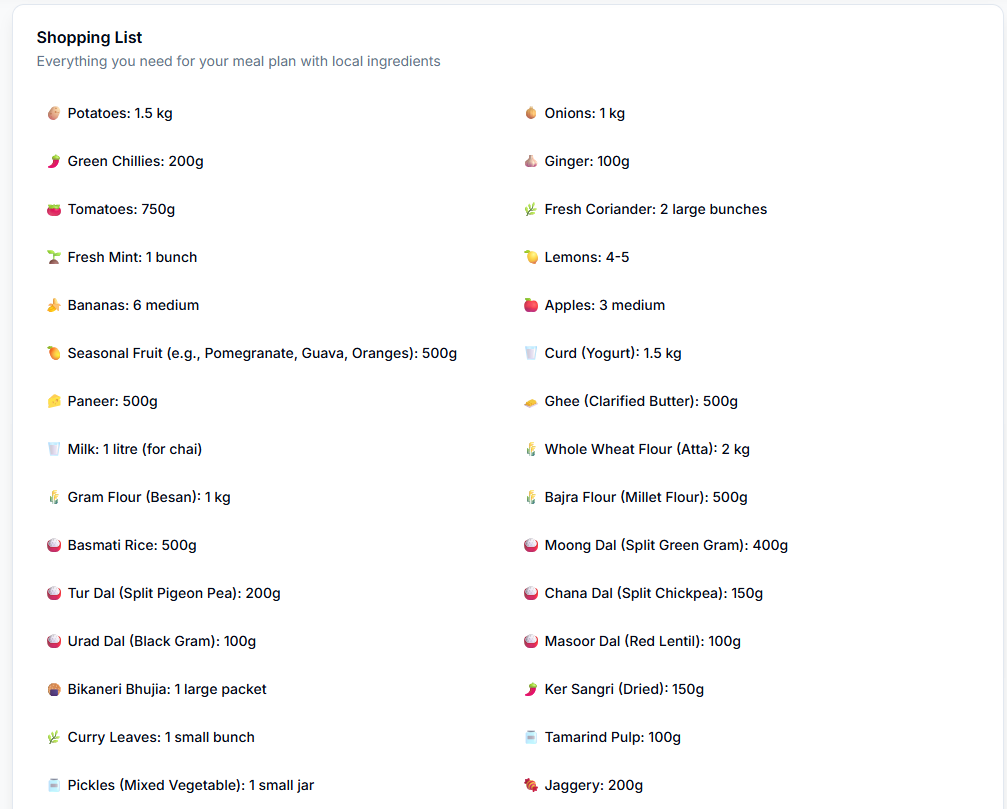 Shopping List
Everything you need for your meal plan with local ingredients
Potatoes: 1.5 kg
Onions: 1 kg
Green Chillies: 200g
Ginger: 100g
Tomatoes: 750g
Fresh Coriander: 2 large bunches
Fresh Mint: 1 bunch
Lemons: 4-5
Bananas: 6 medium
Apples: 3 medium
Seasonal Fruit (e.g., Pomegranate, Guava, Oranges): 500g
Curd (Yogurt): 1.5 kg
Paneer: 500g
Ghee (Clarified Butter): 500g
Milk: 1 litre (for chai)
Whole Wheat Flour (Atta): 2 kg
Gram Flour (Besan): 1 kg
Bajra Flour (Millet Flour): 500g
Basmati Rice: 500g
Moong Dal (Split Green Gram): 400g
Tur Dal (Split Pigeon Pea): 200g
Chana Dal (Split Chickpea): 150g
Urad Dal (Black Gram): 100g
Masoor Dal (Red Lentil): 100g
Bikaneri Bhujia: 1 large packet
Ker Sangri (Dried): 150g
Curry Leaves: 1 small bunch
Tamarind Pulp: 100g
Pickles (Mixed Vegetable): 1 small jar
Jaggery: 200g